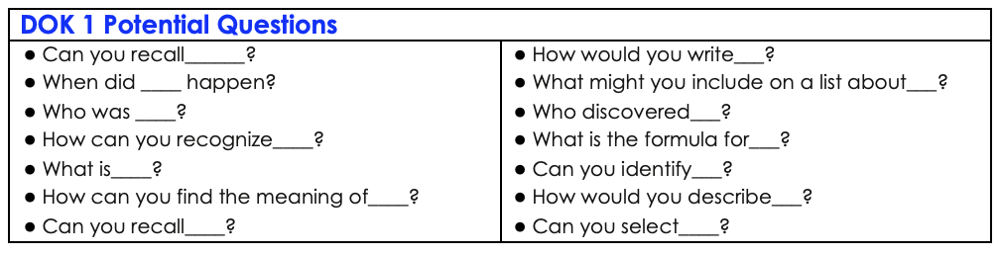 DOK 1 Potential Questions
● Can you recall______?
● When did ____ happen?
● Who was ____?
● How can you recognize____?
● What is____?
● How can you find the meaning of____?
● Can you recall____?
● How would you write___?
● What might you include on a list about___?
● Who discovered___?
● What is the formula for___?
● Can you identify___?
● How would you describe___?
● Can you select____?